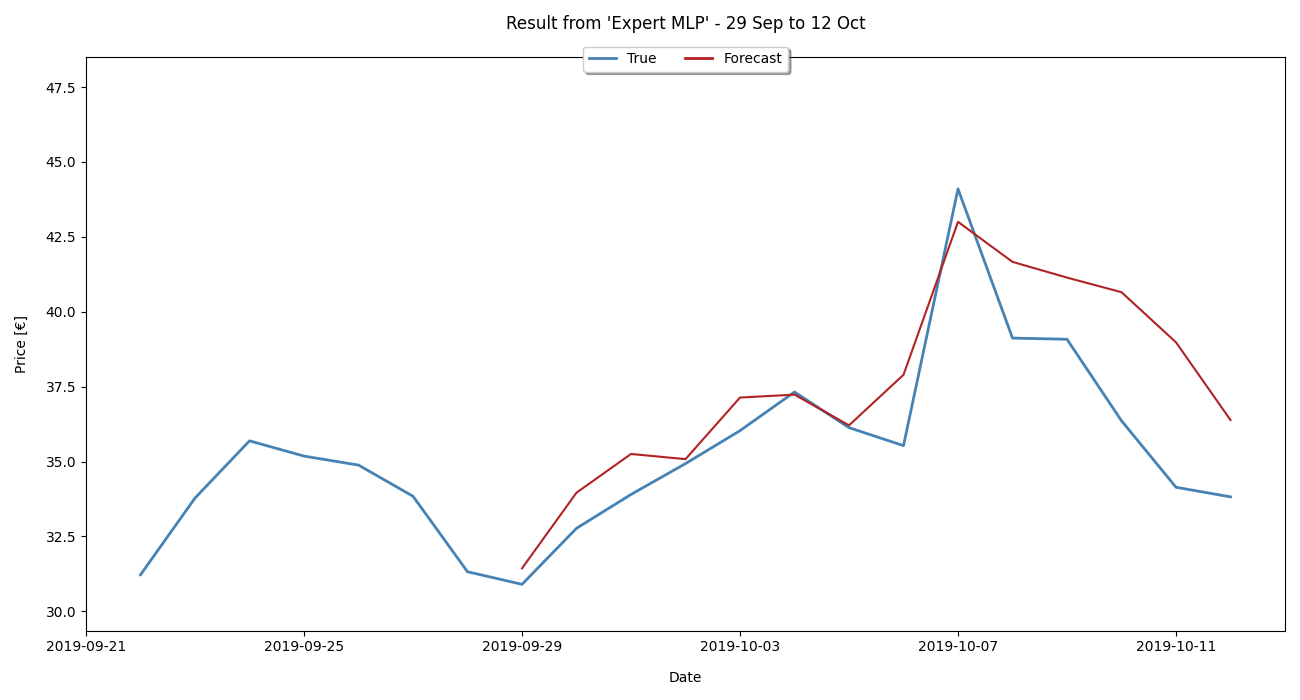 Result from 'Expert MLP' - 29 Sep to 12 Oct
True Forecast
47.5
45.0
42.5
40.0
37.5
35.0
32.5
30.0
Price [€]
2019-09-21 2019-09-25 2019-09-29 2019-10-03 2019-10-07 2019-10-11
Date